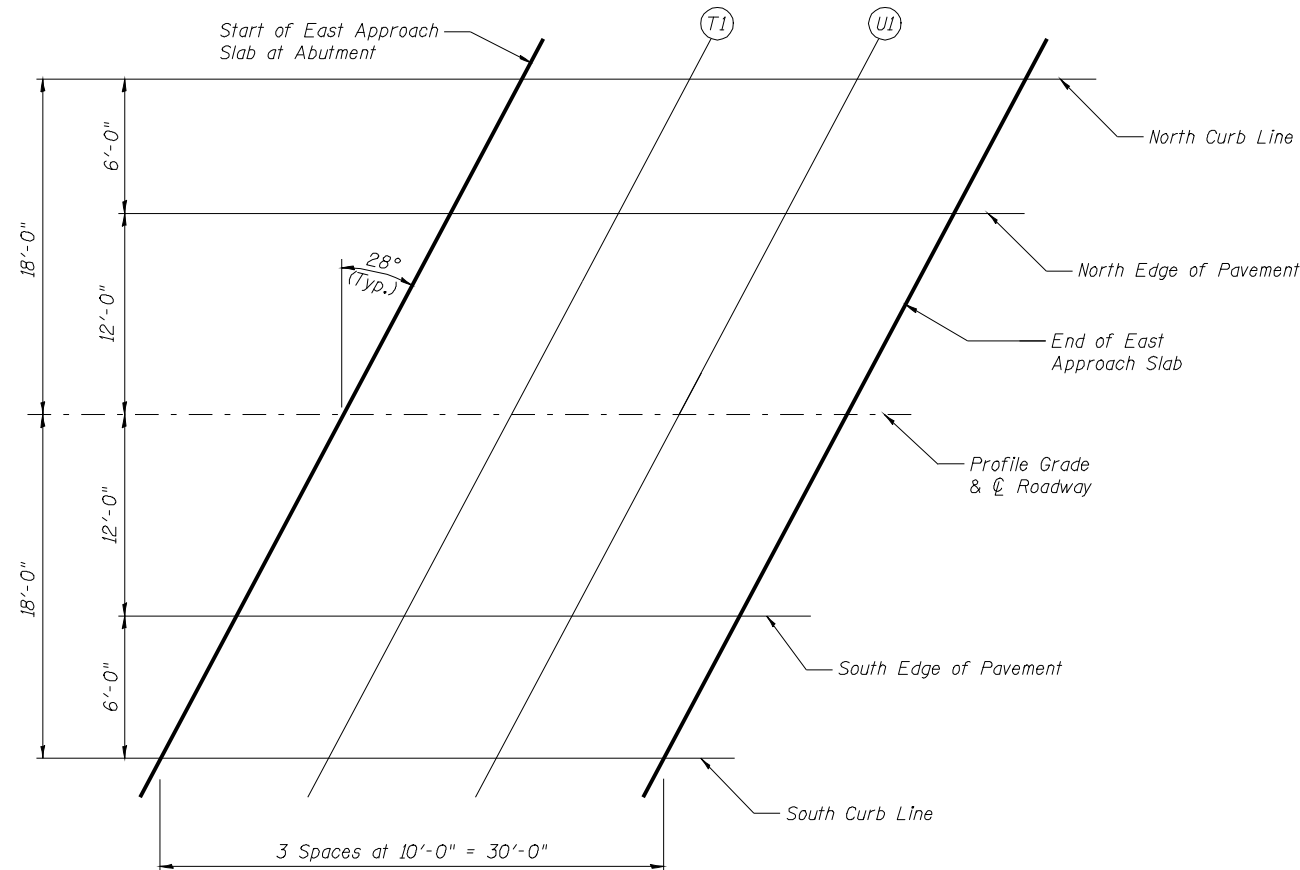 Start of East Approach
Slab at Abutment
T1
U1
6'-0"
18'-0"
North Curb Line
12'-0"
28°
(Typ.)
North Edge of Pavement
End of East
Approach Slab
Profile Grade
& ℄ Roadway
12'-0"
18'-0"
6'-0"
South Edge of Pavement
South Curb Line
3 Spaces at 10'-0" = 30'-0"